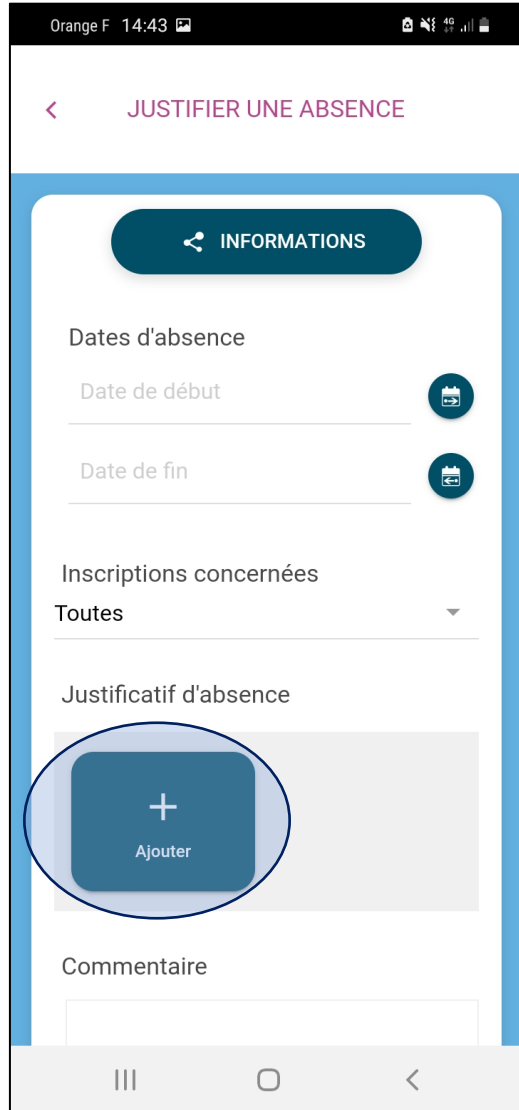 Orange F 14:43 4G
JUSTIFIER UNE ABSENCE
INFORMATIONS
Dates d'absence
Date de début
Date de fin
Inscriptions concernées
Toutes
Justificatif d'absence
Ajouter
Commentaire